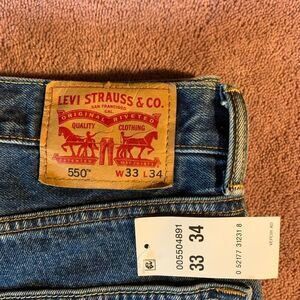 LEVI STRAUSS & CO.
SAN FRANCISCO
CAL.
ORIGINAL RIVETED
QUALITY CLOTHING
550™ W33 L34
005504891
33 34
0 52177 31231 8